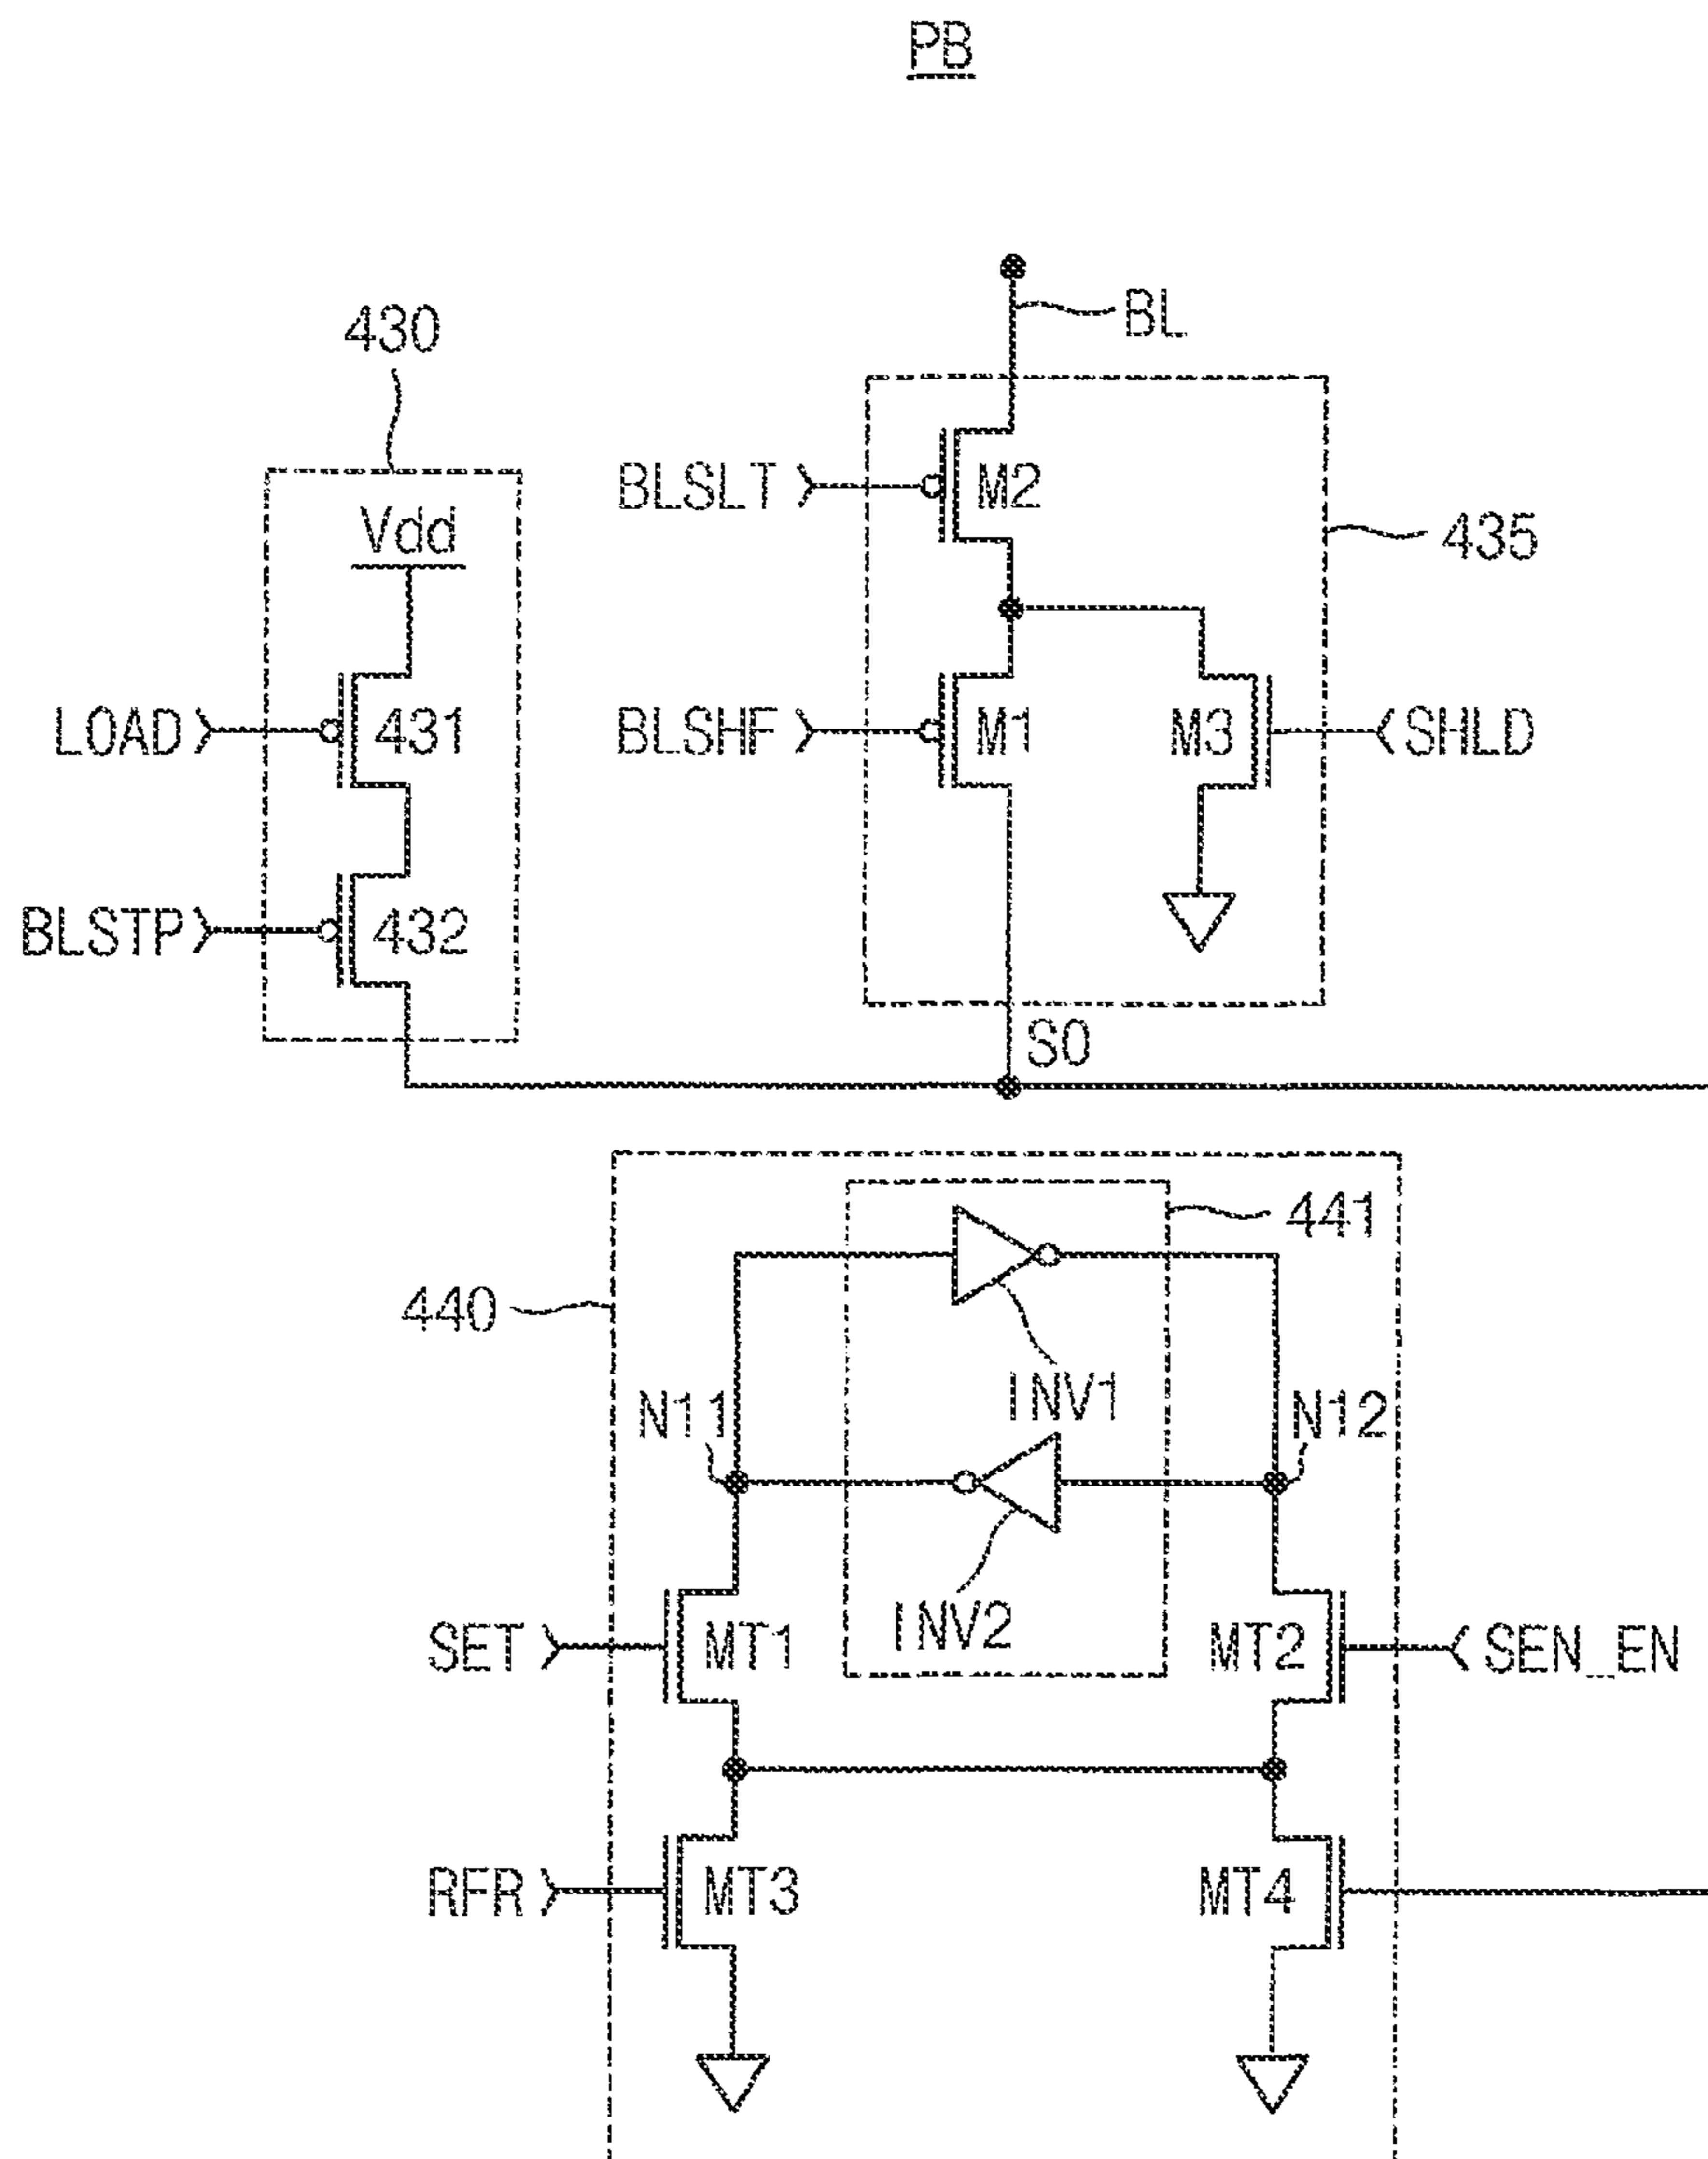 PB
BL
430
BLSLT
M2
435
Vdd
LOAD
431
BLSHF
M1
M3
SHLD
BLSTP
432
SO
441
440
INV1
N11
N12
INV2
SET
MT1
MT2
SEN_EN
RFR
MT3
MT4